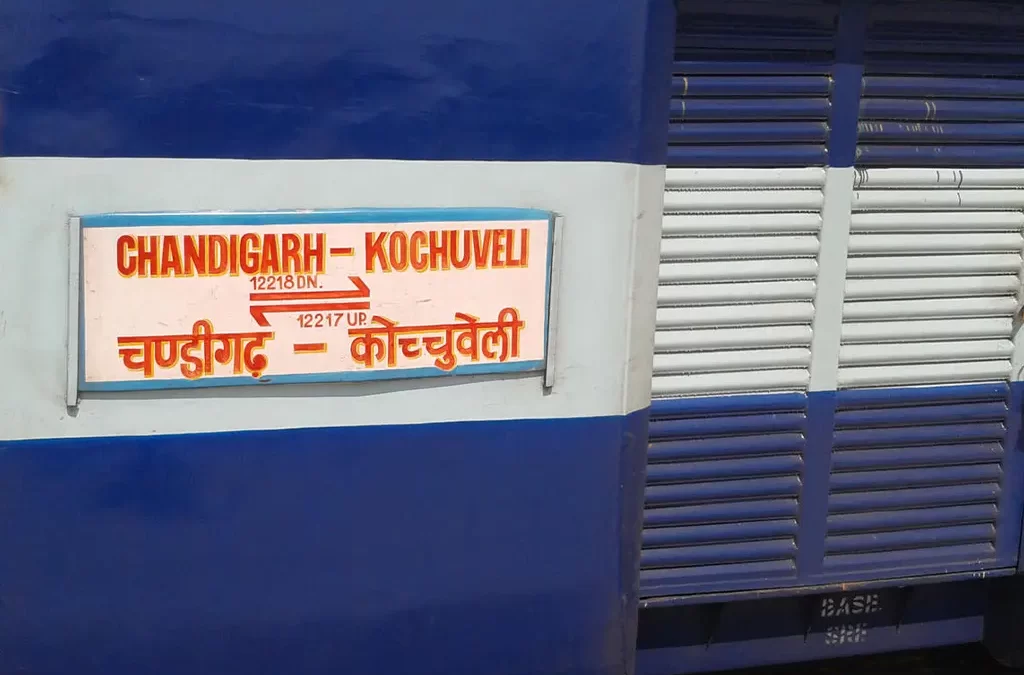 CHANDIGARH – KOCHUVELI
12218 DN.
12217 UP.
चण्डीगढ़ – कोच्चुवेली
BASE
SRE